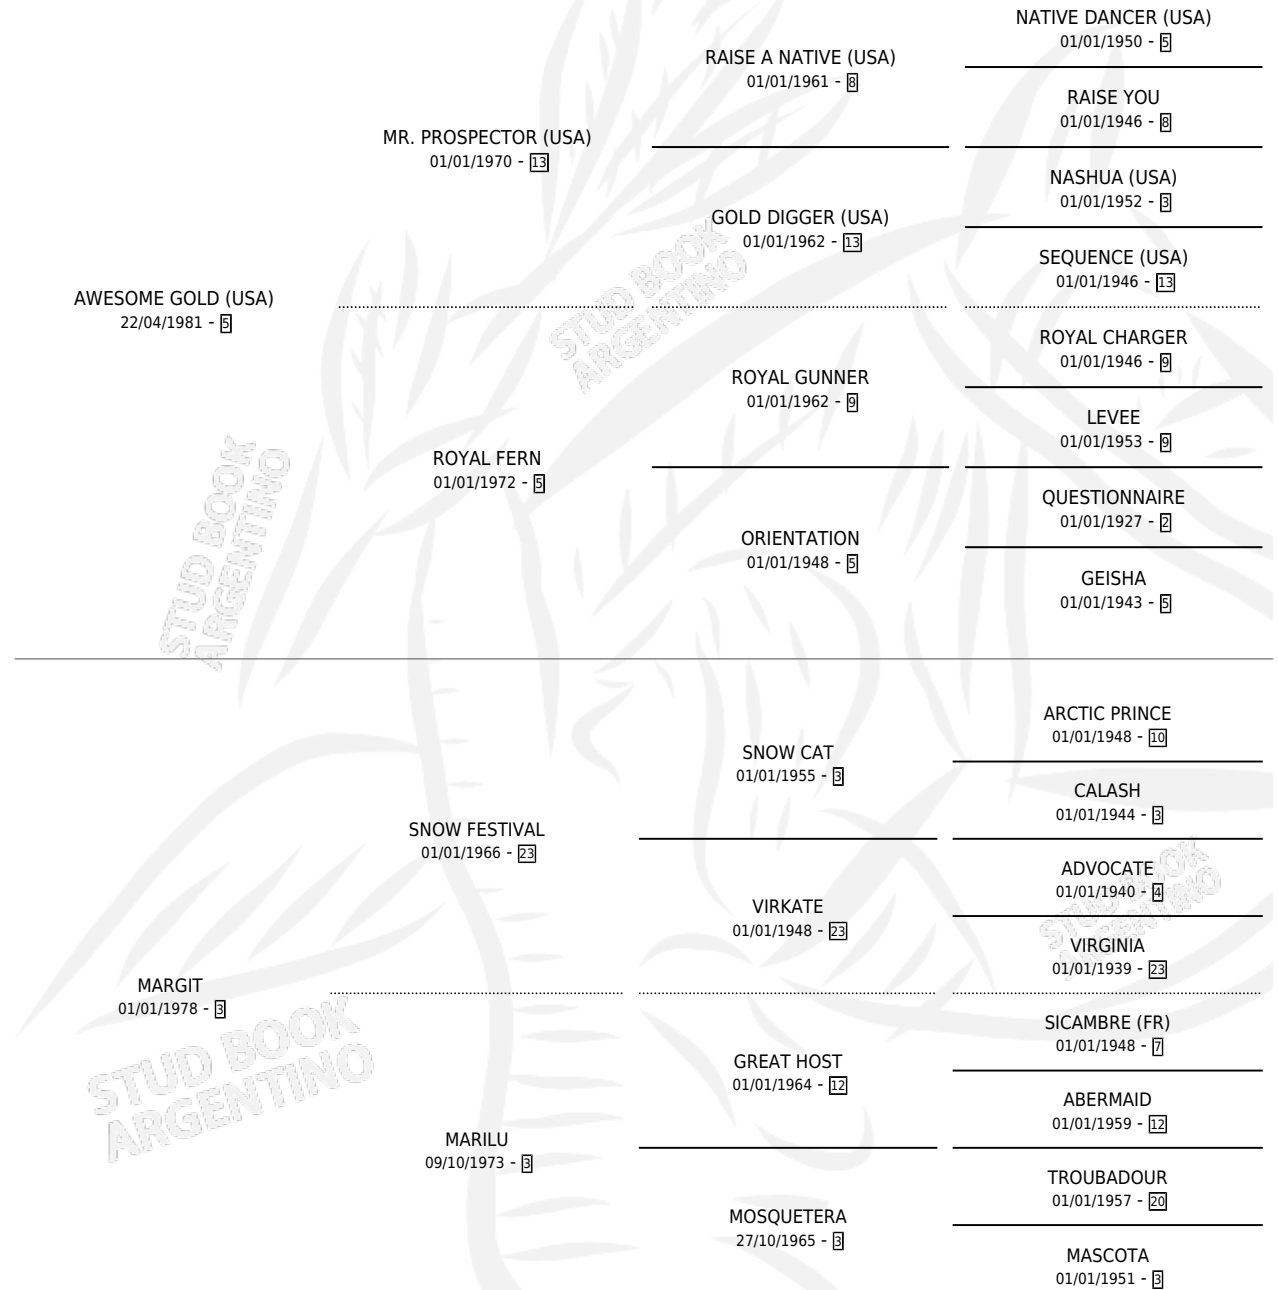 NATIVE DANCER (USA)
01/01/1950 - 5
RAISE A NATIVE (USA)
01/01/1961 - 8
RAISE YOU
01/01/1946 - 8
MR. PROSPECTOR (USA)
01/01/1970 - 13
NASHUA (USA)
01/01/1952 - 3
GOLD DIGGER (USA)
01/01/1962 - 13
SEQUENCE (USA)
01/01/1946 - 13
AWESOME GOLD (USA)
22/04/1981 - 5
STUD BOOK
ARGENTINO
ROYAL CHARGER
01/01/1946 - 9
ROYAL GUNNER
01/01/1962 - 9
LEVEE
01/01/1953 - 9
ROYAL FERN
01/01/1972 - 5
QUESTIONNAIRE
01/01/1927 - 2
ORIENTATION
01/01/1948 - 5
GEISHA
01/01/1943 - 5
STUD BOOK
ARGENTINO
ARCTIC PRINCE
01/01/1948 - 10
SNOW CAT
01/01/1955 - 3
CALASH
01/01/1944 - 3
SNOW FESTIVAL
01/01/1966 - 23
ADVOCATE
01/01/1940 - 4
VIRKATE
01/01/1948 - 23
VIRGINIA
01/01/1939 - 23
STUD BOOK
ARGENTINO
MARGIT
01/01/1978 - 3
SICAMBRE (FR)
01/01/1948 - 7
GREAT HOST
01/01/1964 - 12
ABERMAID
01/01/1959 - 12
STUD BOOK
ARGENTINO
MARILU
09/10/1973 - 3
TROUBADOUR
01/01/1957 - 20
MOSQUETERA
27/10/1965 - 3
MASCOTA
01/01/1951 - 3